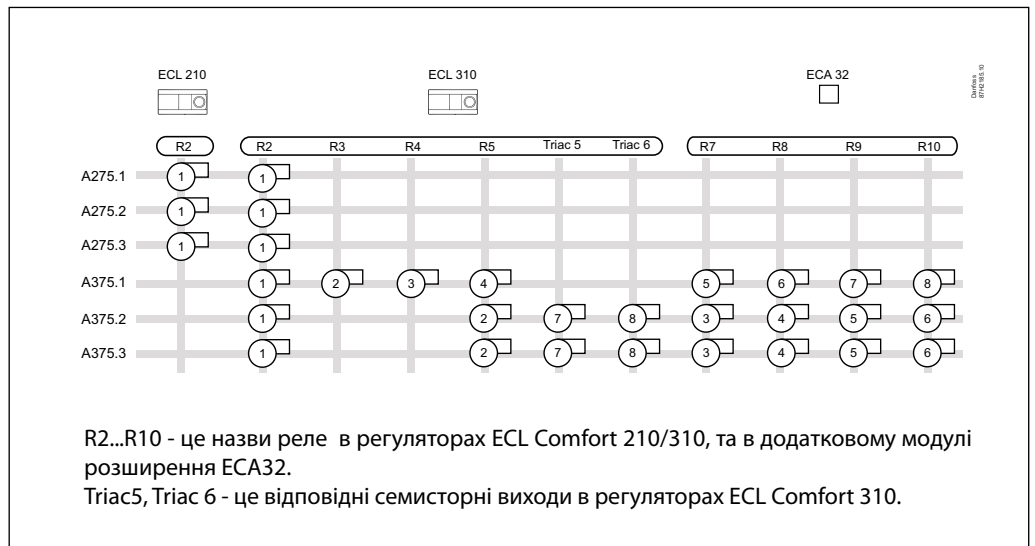 ECL 210 ECL 310 ECA 32
Danfoss
87H2185.10
R2 R2 R3 R4 R5 Triac 5 Triac 6 R7 R8 R9 R10
A275.1 1 1
A275.2 1 1
A275.3 1 1
A375.1 1 2 3 4 5 6 7 8
A375.2 1 2 7 8 3 4 5 6
A375.3 1 2 7 8 3 4 5 6
R2...R10 - це назви реле в регуляторах ECL Comfort 210/310, та в додатковому модулі
розширення ECA32.
Triac5, Triac 6 - це відповідні семисторні виходи в регуляторах ECL Comfort 310.